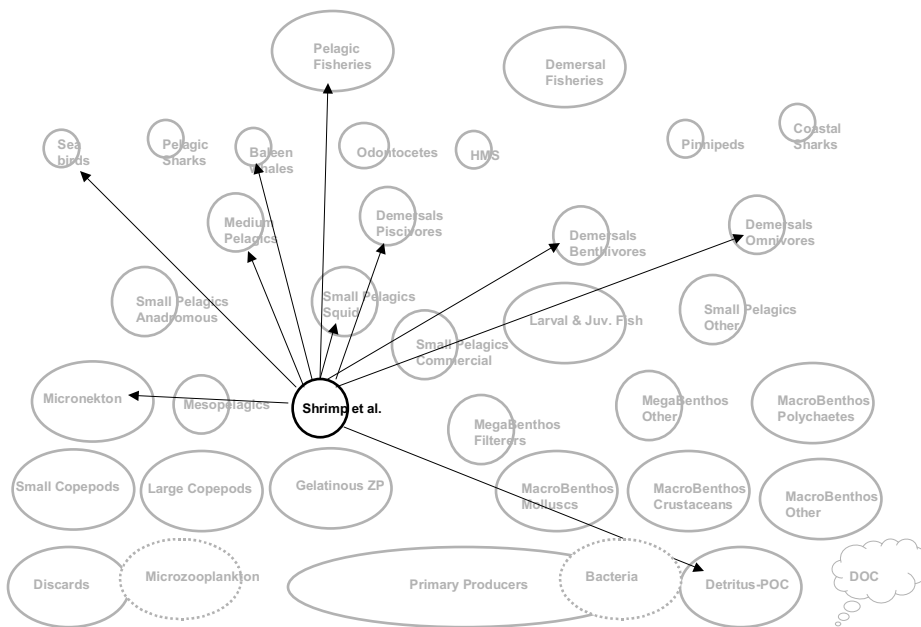 Pelagic
Fisheries
Demersal
Fisheries
Sea
birds
Pelagic
Sharks
Baleen
Whales
Odontocetes
HMS
Pinnipeds
Coastal
Sharks
Medium
Pelagics
Demersals
Piscivores
Demersals
Benthivores
Demersals
Omnivores
Small Pelagics
Anadromous
Small Pelagics
Squid
Small Pelagics
Commercial
Larval & Juv. Fish
Small Pelagics
Other
Micronekton
Mesopelagics
Shrimp et al.
MegaBenthos
Filterers
MegaBenthos
Other
MacroBenthos
Polychaetes
Small Copepods
Large Copepods
Gelatinous ZP
MacroBenthos
Molluscs
MacroBenthos
Crustaceans
MacroBenthos
Other
Discards
Microzooplankton
Primary Producers
Bacteria
Detritus-POC
DOC